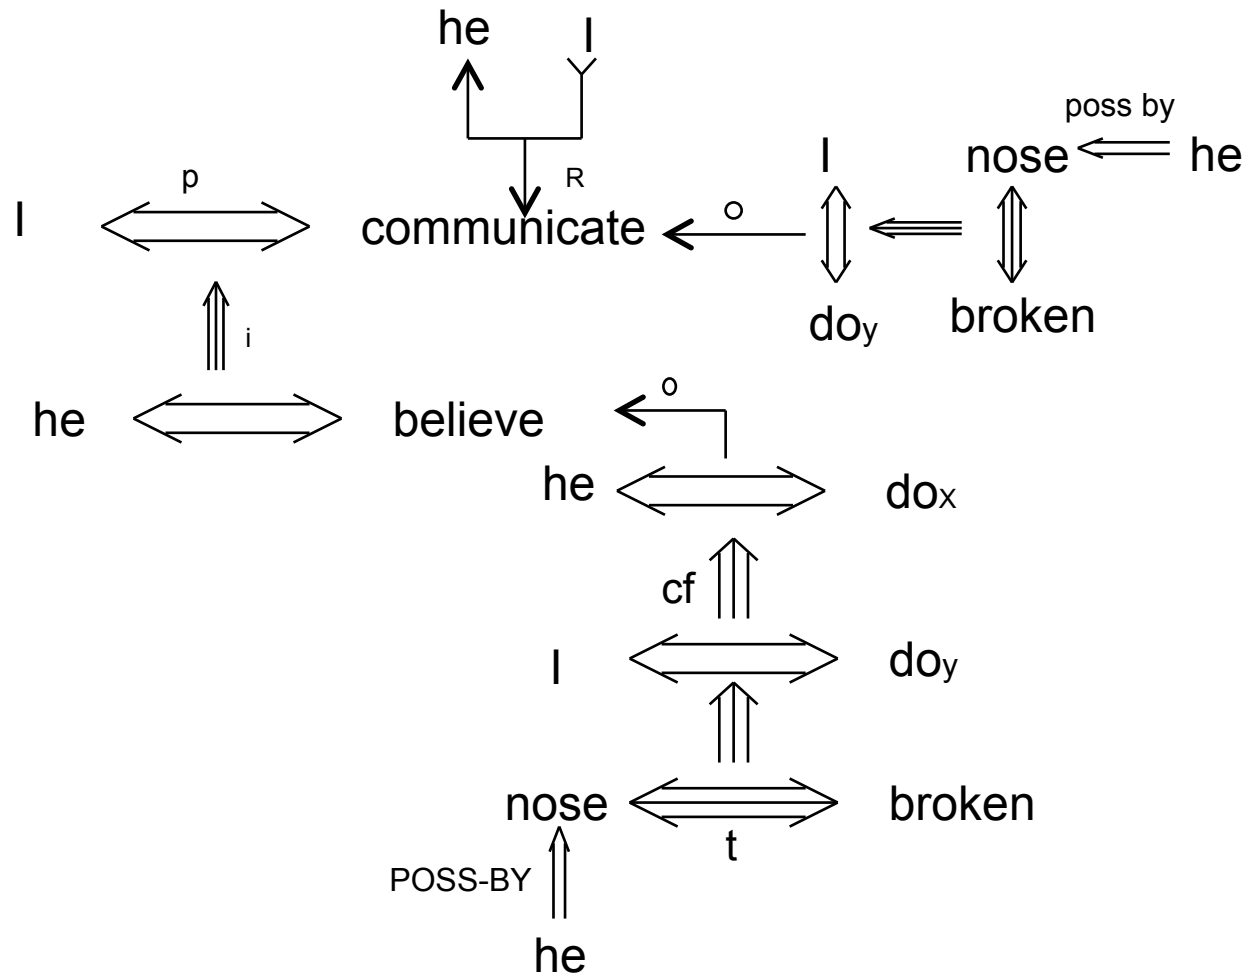 he I
poss by
I nose he
p R o
I communicate
doy broken
i
he believe o
he dox
cf
I doy
nose broken
t
POSS-BY
he